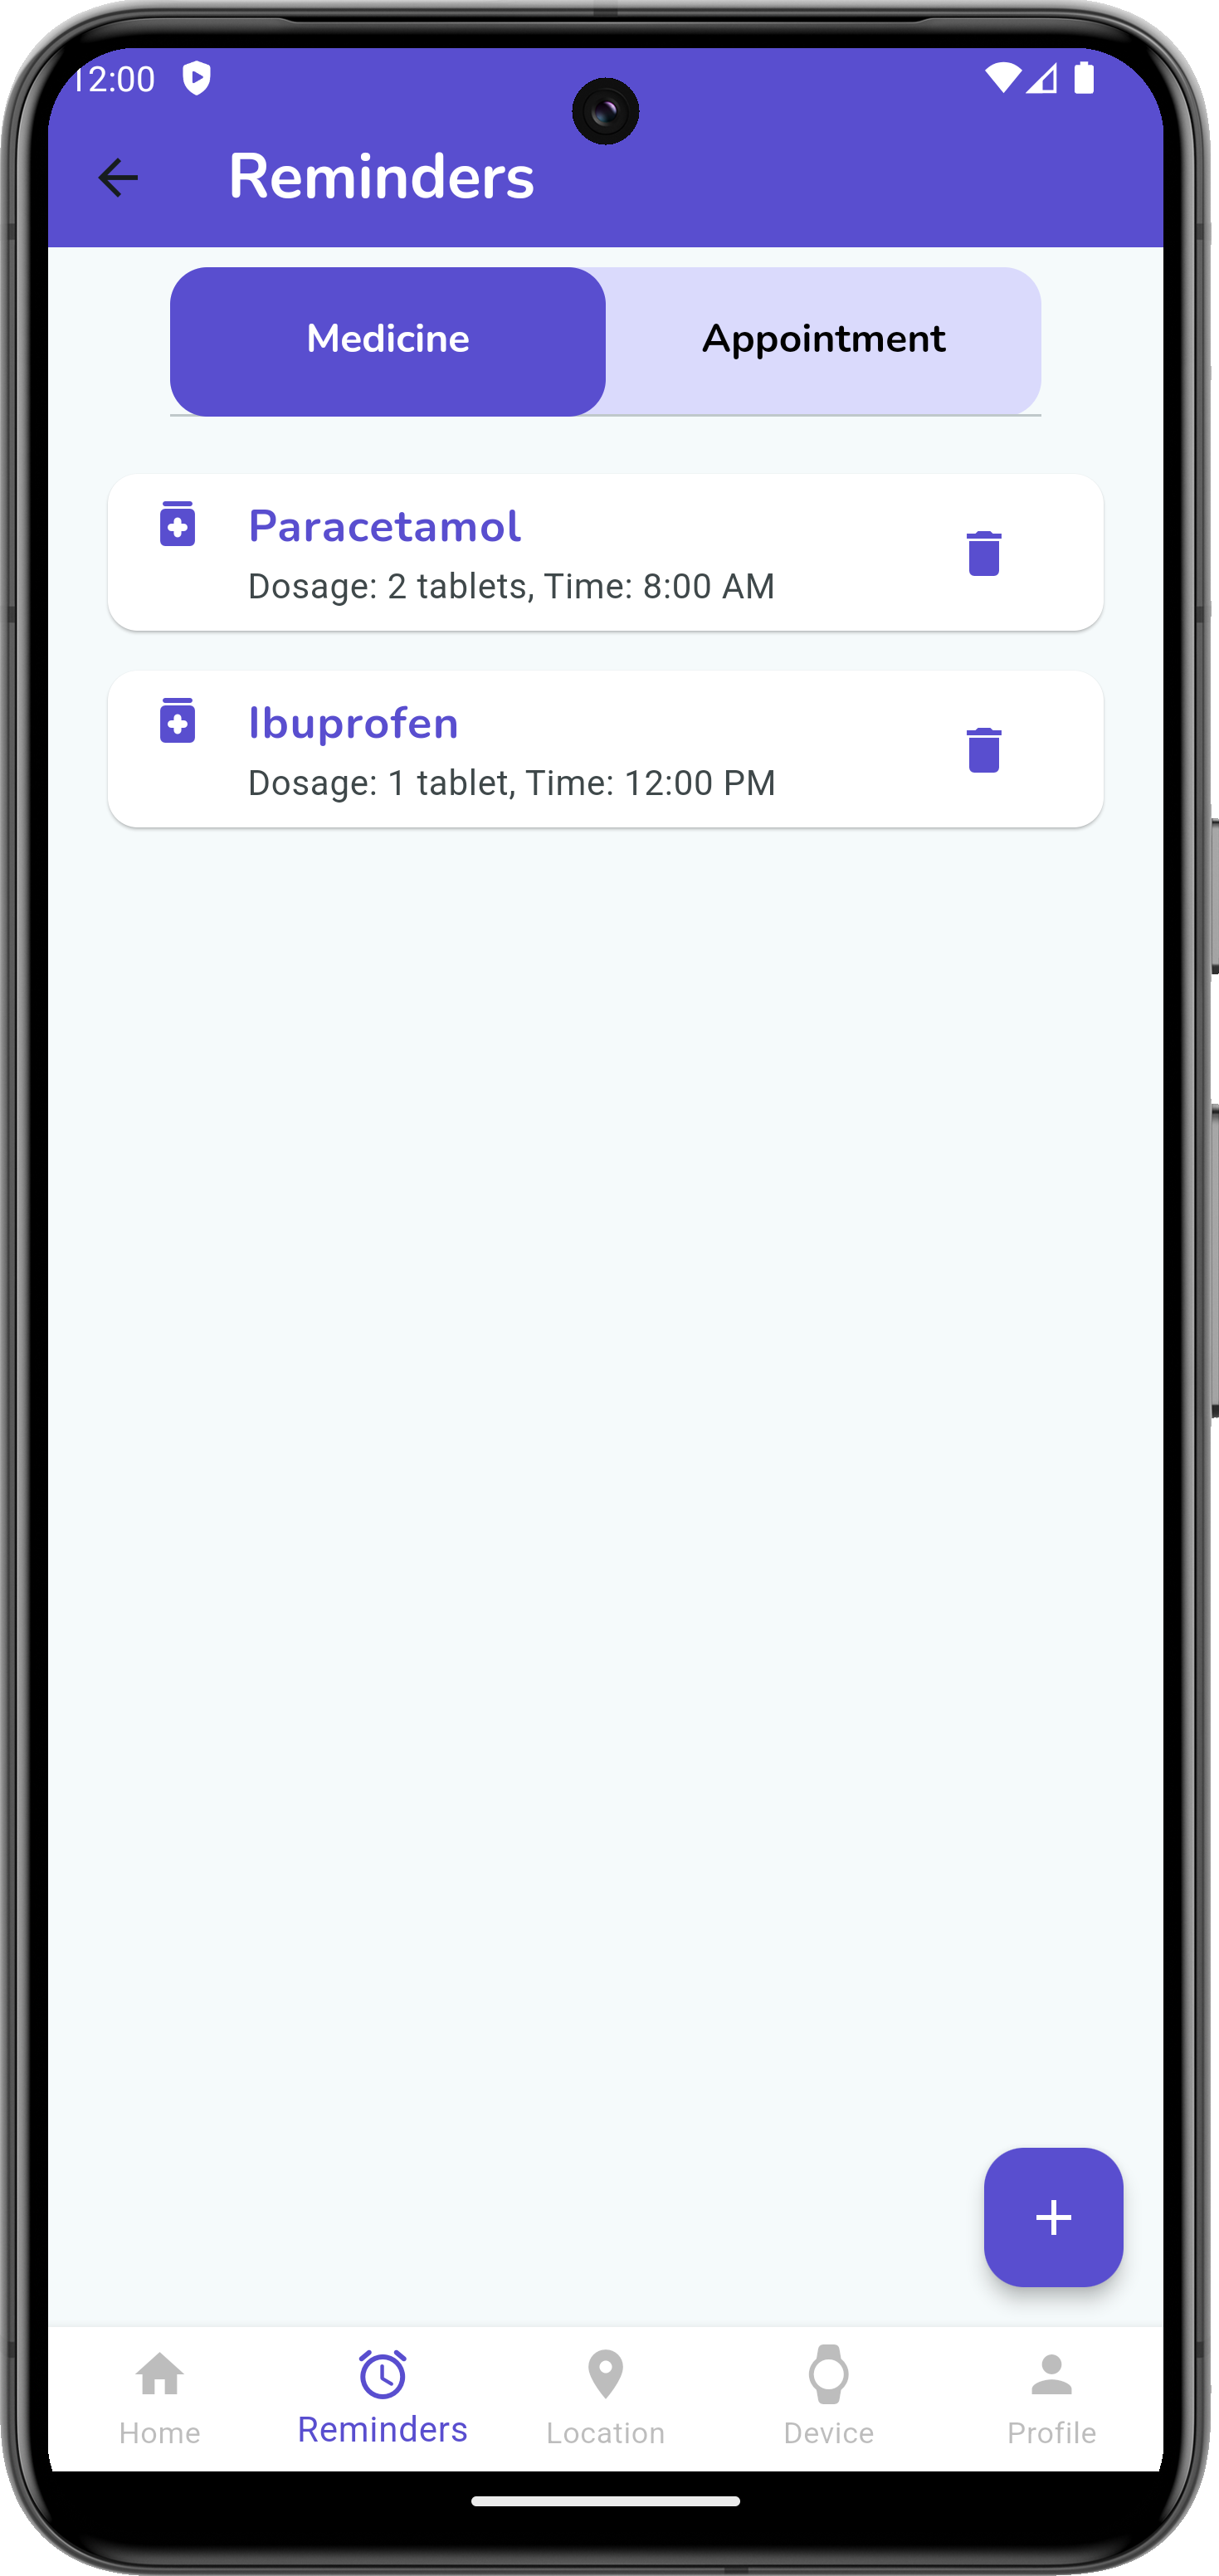 12:00
Reminders
Medicine
Appointment
Paracetamol
Dosage: 2 tablets, Time: 8:00 AM
Ibuprofen
Dosage: 1 tablet, Time: 12:00 PM
Home
Reminders
Location
Device
Profile